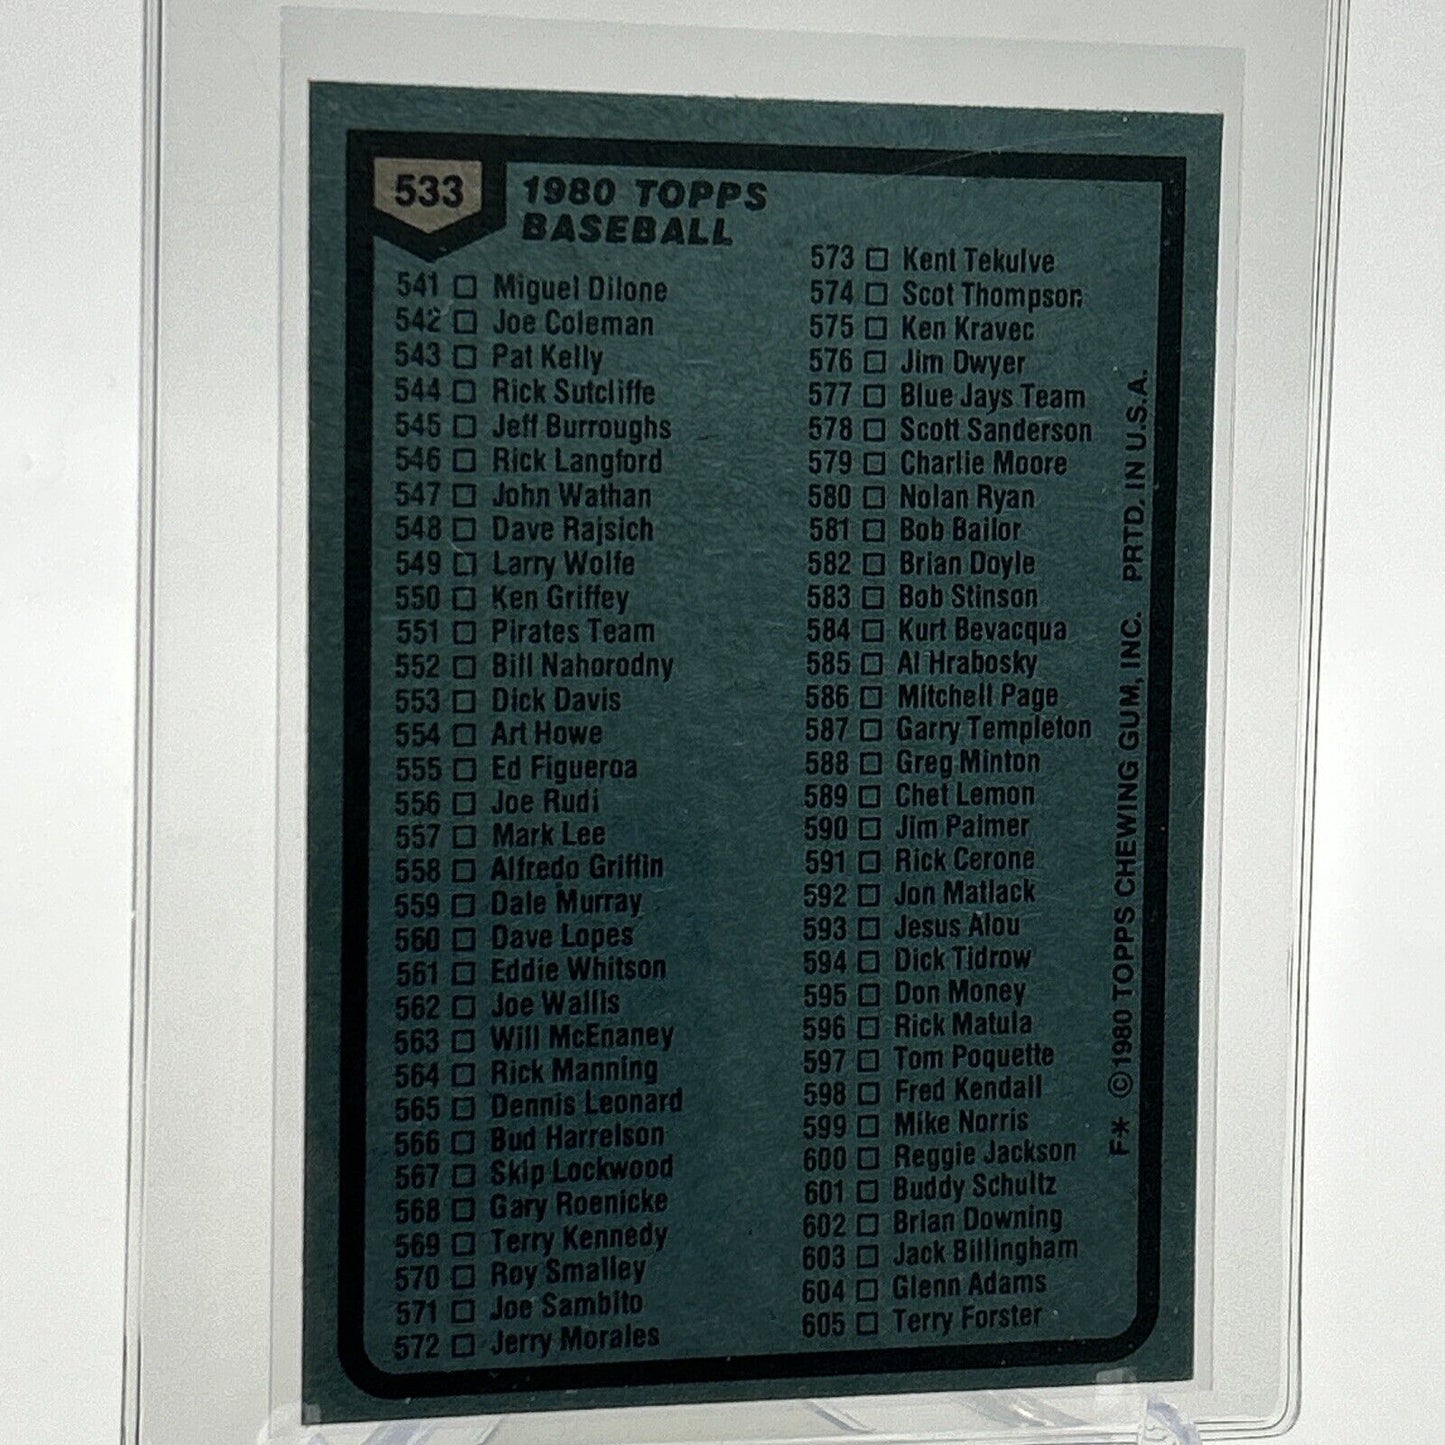 533
1980 TOPPS
BASEBALL
541 □ Miguel Dilone
542 □ Joe Coleman
543 □ Pat Kelly
544 □ Rick Sutcliffe
545 □ Jeff Burroughs
546 □ Rick Langford
547 □ John Wathan
548 □ Dave Rajsich
549 □ Larry Wolfe
550 □ Ken Griffey
551 □ Pirates Team
552 □ Bill Nahorodny
553 □ Dick Davis
554 □ Art Howe
555 □ Ed Figueroa
556 □ Joe Rudi
557 □ Mark Lee
558 □ Alfredo Griffin
559 □ Dale Murray
560 □ Dave Lopes
561 □ Eddie Whitson
562 □ Joe Wallis
563 □ Will McEnaney
564 □ Rick Manning
565 □ Dennis Leonard
566 □ Bud Harrelson
567 □ Skip Lockwood
568 □ Gary Roenicke
569 □ Terry Kennedy
570 □ Roy Smalley
571 □ Joe Sambito
572 □ Jerry Morales
573 □ Kent Tekulve
574 □ Scot Thompson
575 □ Ken Kravec
576 □ Jim Dwyer
577 □ Blue Jays Team
578 □ Scott Sanderson
579 □ Charlie Moore
580 □ Nolan Ryan
581 □ Bob Bailor
582 □ Brian Doyle
583 □ Bob Stinson
584 □ Kurt Bevacqua
585 □ Al Hrabosky
586 □ Mitchell Page
587 □ Garry Templeton
588 □ Greg Minton
589 □ Chet Lemon
590 □ Jim Palmer
591 □ Rick Cerone
592 □ Jon Matlack
593 □ Jesus Alou
594 □ Dick Tidrow
595 □ Don Money
596 □ Rick Matula
597 □ Tom Poquette
598 □ Fred Kendall
599 □ Mike Norris
600 □ Reggie Jackson
601 □ Buddy Schultz
602 □ Brian Downing
603 □ Jack Billingham
604 □ Glenn Adams
605 □ Terry Forster
F* ©1980 TOPPS CHEWING GUM, INC. PRTD. IN U.S.A.